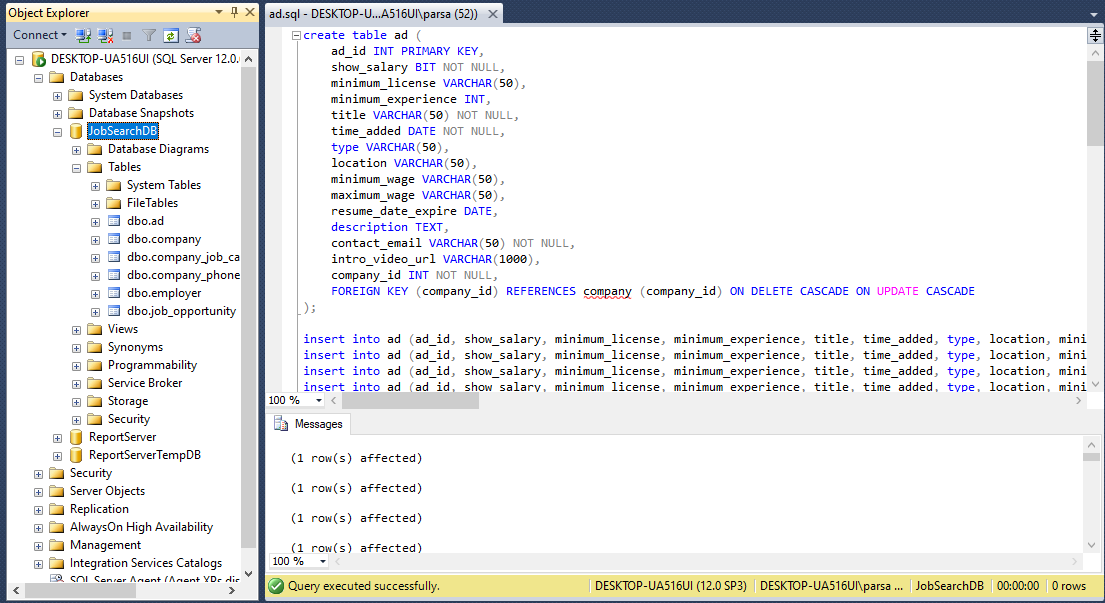 Object Explorer
Connect
DESKTOP-UA516UI (SQL Server 12.0.
Databases
System Databases
Database Snapshots
JobSearchDB
Database Diagrams
Tables
System Tables
FileTables
dbo.ad
dbo.company
dbo.company_job_ca
dbo.company_phone
dbo.employer
dbo.job_opportunity
Views
Synonyms
Programmability
Service Broker
Storage
Security
ReportServer
ReportServerTempDB
Security
Server Objects
Replication
AlwaysOn High Availability
Management
Integration Services Catalogs
SQL Server Agent (Agent XPs dis
ad.sql - DESKTOP-U...A516UI\parsa (52))
create table ad (
ad_id INT PRIMARY KEY,
show_salary BIT NOT NULL,
minimum_license VARCHAR(50),
minimum_experience INT,
title VARCHAR(50) NOT NULL,
time_added DATE NOT NULL,
type VARCHAR(50),
location VARCHAR(50),
minimum_wage VARCHAR(50),
maximum_wage VARCHAR(50),
resume_date_expire DATE,
description TEXT,
contact_email VARCHAR(50) NOT NULL,
intro_video_url VARCHAR(1000),
company_id INT NOT NULL,
FOREIGN KEY (company_id) REFERENCES company (company_id) ON DELETE CASCADE ON UPDATE CASCADE
);
insert into ad (ad_id, show_salary, minimum_license, minimum_experience, title, time_added, type, location, mini
insert into ad (ad_id, show_salary, minimum_license, minimum_experience, title, time_added, type, location, mini
insert into ad (ad_id, show_salary, minimum_license, minimum_experience, title, time_added, type, location, mini
insert into ad (ad_id, show_salary, minimum_license, minimum_experience, title, time_added, type, location, mini
100 %
Messages
(1 row(s) affected)
(1 row(s) affected)
(1 row(s) affected)
(1 row(s) affected)
100 %
Query executed successfully.
DESKTOP-UA516UI (12.0 SP3)
DESKTOP-UA516UI\parsa ...
JobSearchDB
00:00:00
0 rows